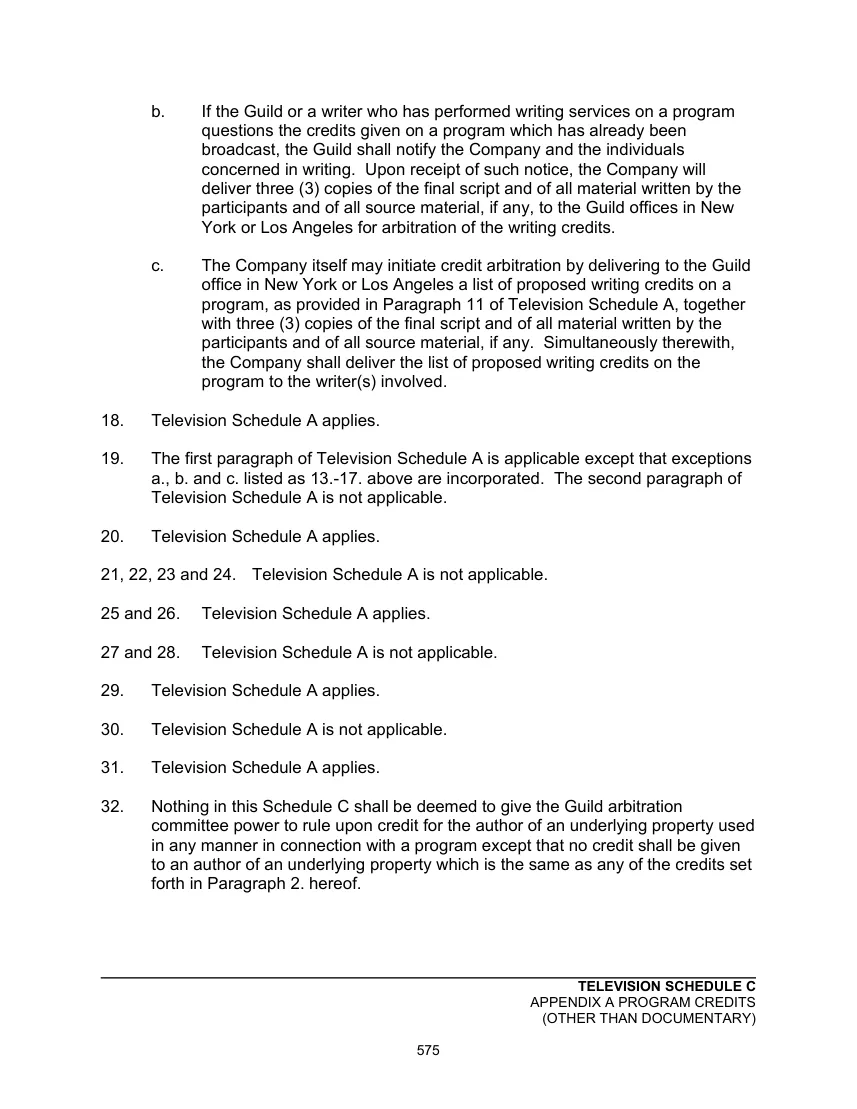 b. If the Guild or a writer who has performed writing services on a program
questions the credits given on a program which has already been
broadcast, the Guild shall notify the Company and the individuals
concerned in writing. Upon receipt of such notice, the Company will
deliver three (3) copies of the final script and of all material written by the
participants and of all source material, if any, to the Guild offices in New
York or Los Angeles for arbitration of the writing credits.
c. The Company itself may initiate credit arbitration by delivering to the Guild
office in New York or Los Angeles a list of proposed writing credits on a
program, as provided in Paragraph 11 of Television Schedule A, together
with three (3) copies of the final script and of all material written by the
participants and of all source material, if any. Simultaneously therewith,
the Company shall deliver the list of proposed writing credits on the
program to the writer(s) involved.
18. Television Schedule A applies.
19. The first paragraph of Television Schedule A is applicable except that exceptions
a., b. and c. listed as 13.-17. above are incorporated. The second paragraph of
Television Schedule A is not applicable.
20. Television Schedule A applies.
21, 22, 23 and 24. Television Schedule A is not applicable.
25 and 26. Television Schedule A applies.
27 and 28. Television Schedule A is not applicable.
29. Television Schedule A applies.
30. Television Schedule A is not applicable.
31. Television Schedule A applies.
32. Nothing in this Schedule C shall be deemed to give the Guild arbitration
committee power to rule upon credit for the author of an underlying property used
in any manner in connection with a program except that no credit shall be given
to an author of an underlying property which is the same as any of the credits set
forth in Paragraph 2. hereof.
TELEVISION SCHEDULE C
APPENDIX A PROGRAM CREDITS
(OTHER THAN DOCUMENTARY)
575